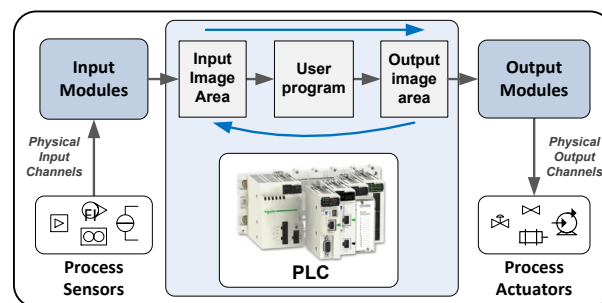 Input
Modules
Input
Image
Area
User
program
Output
image
area
Output
Modules
Physical
Input
Channels
Physical
Output
Channels
FI
PLC
Process
Sensors
Process
Actuators